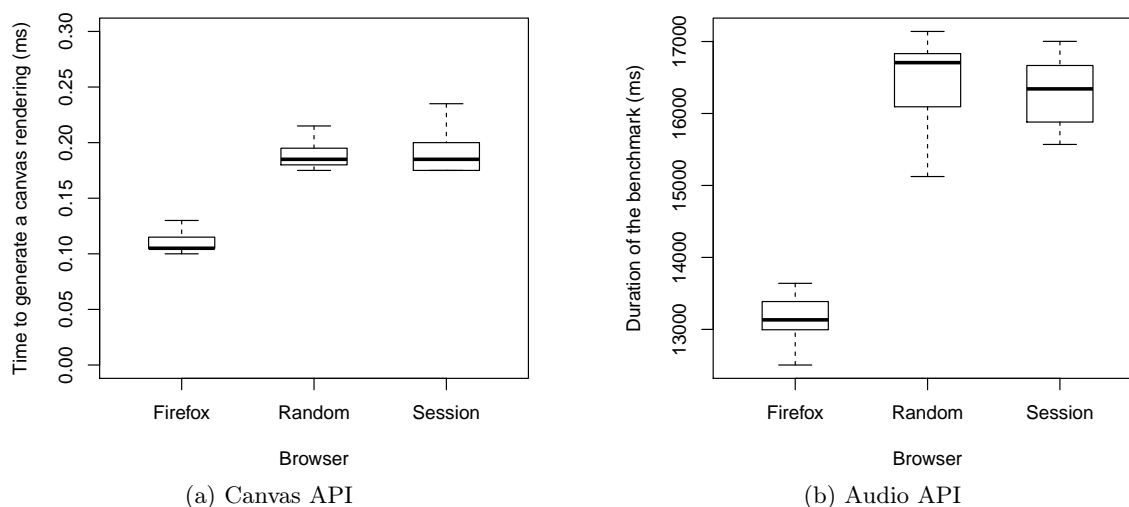 Time to generate a canvas rendering (ms)
0.30
0.25
0.20
0.15
0.10
0.05
0.00
Firefox Random Session
Browser
(a) Canvas API
Duration of the benchmark (ms)
17000
16000
15000
14000
13000
Firefox Random Session
Browser
(b) Audio API